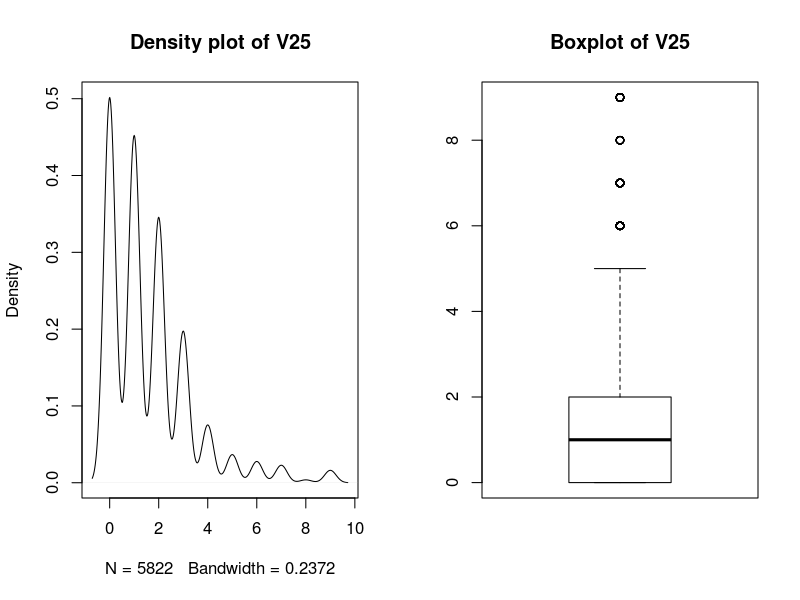 Density plot of V25
Density
0.0 0.1 0.2 0.3 0.4 0.5
0 2 4 6 8 10
N = 5822 Bandwidth = 0.2372
Boxplot of V25
0 2 4 6 8